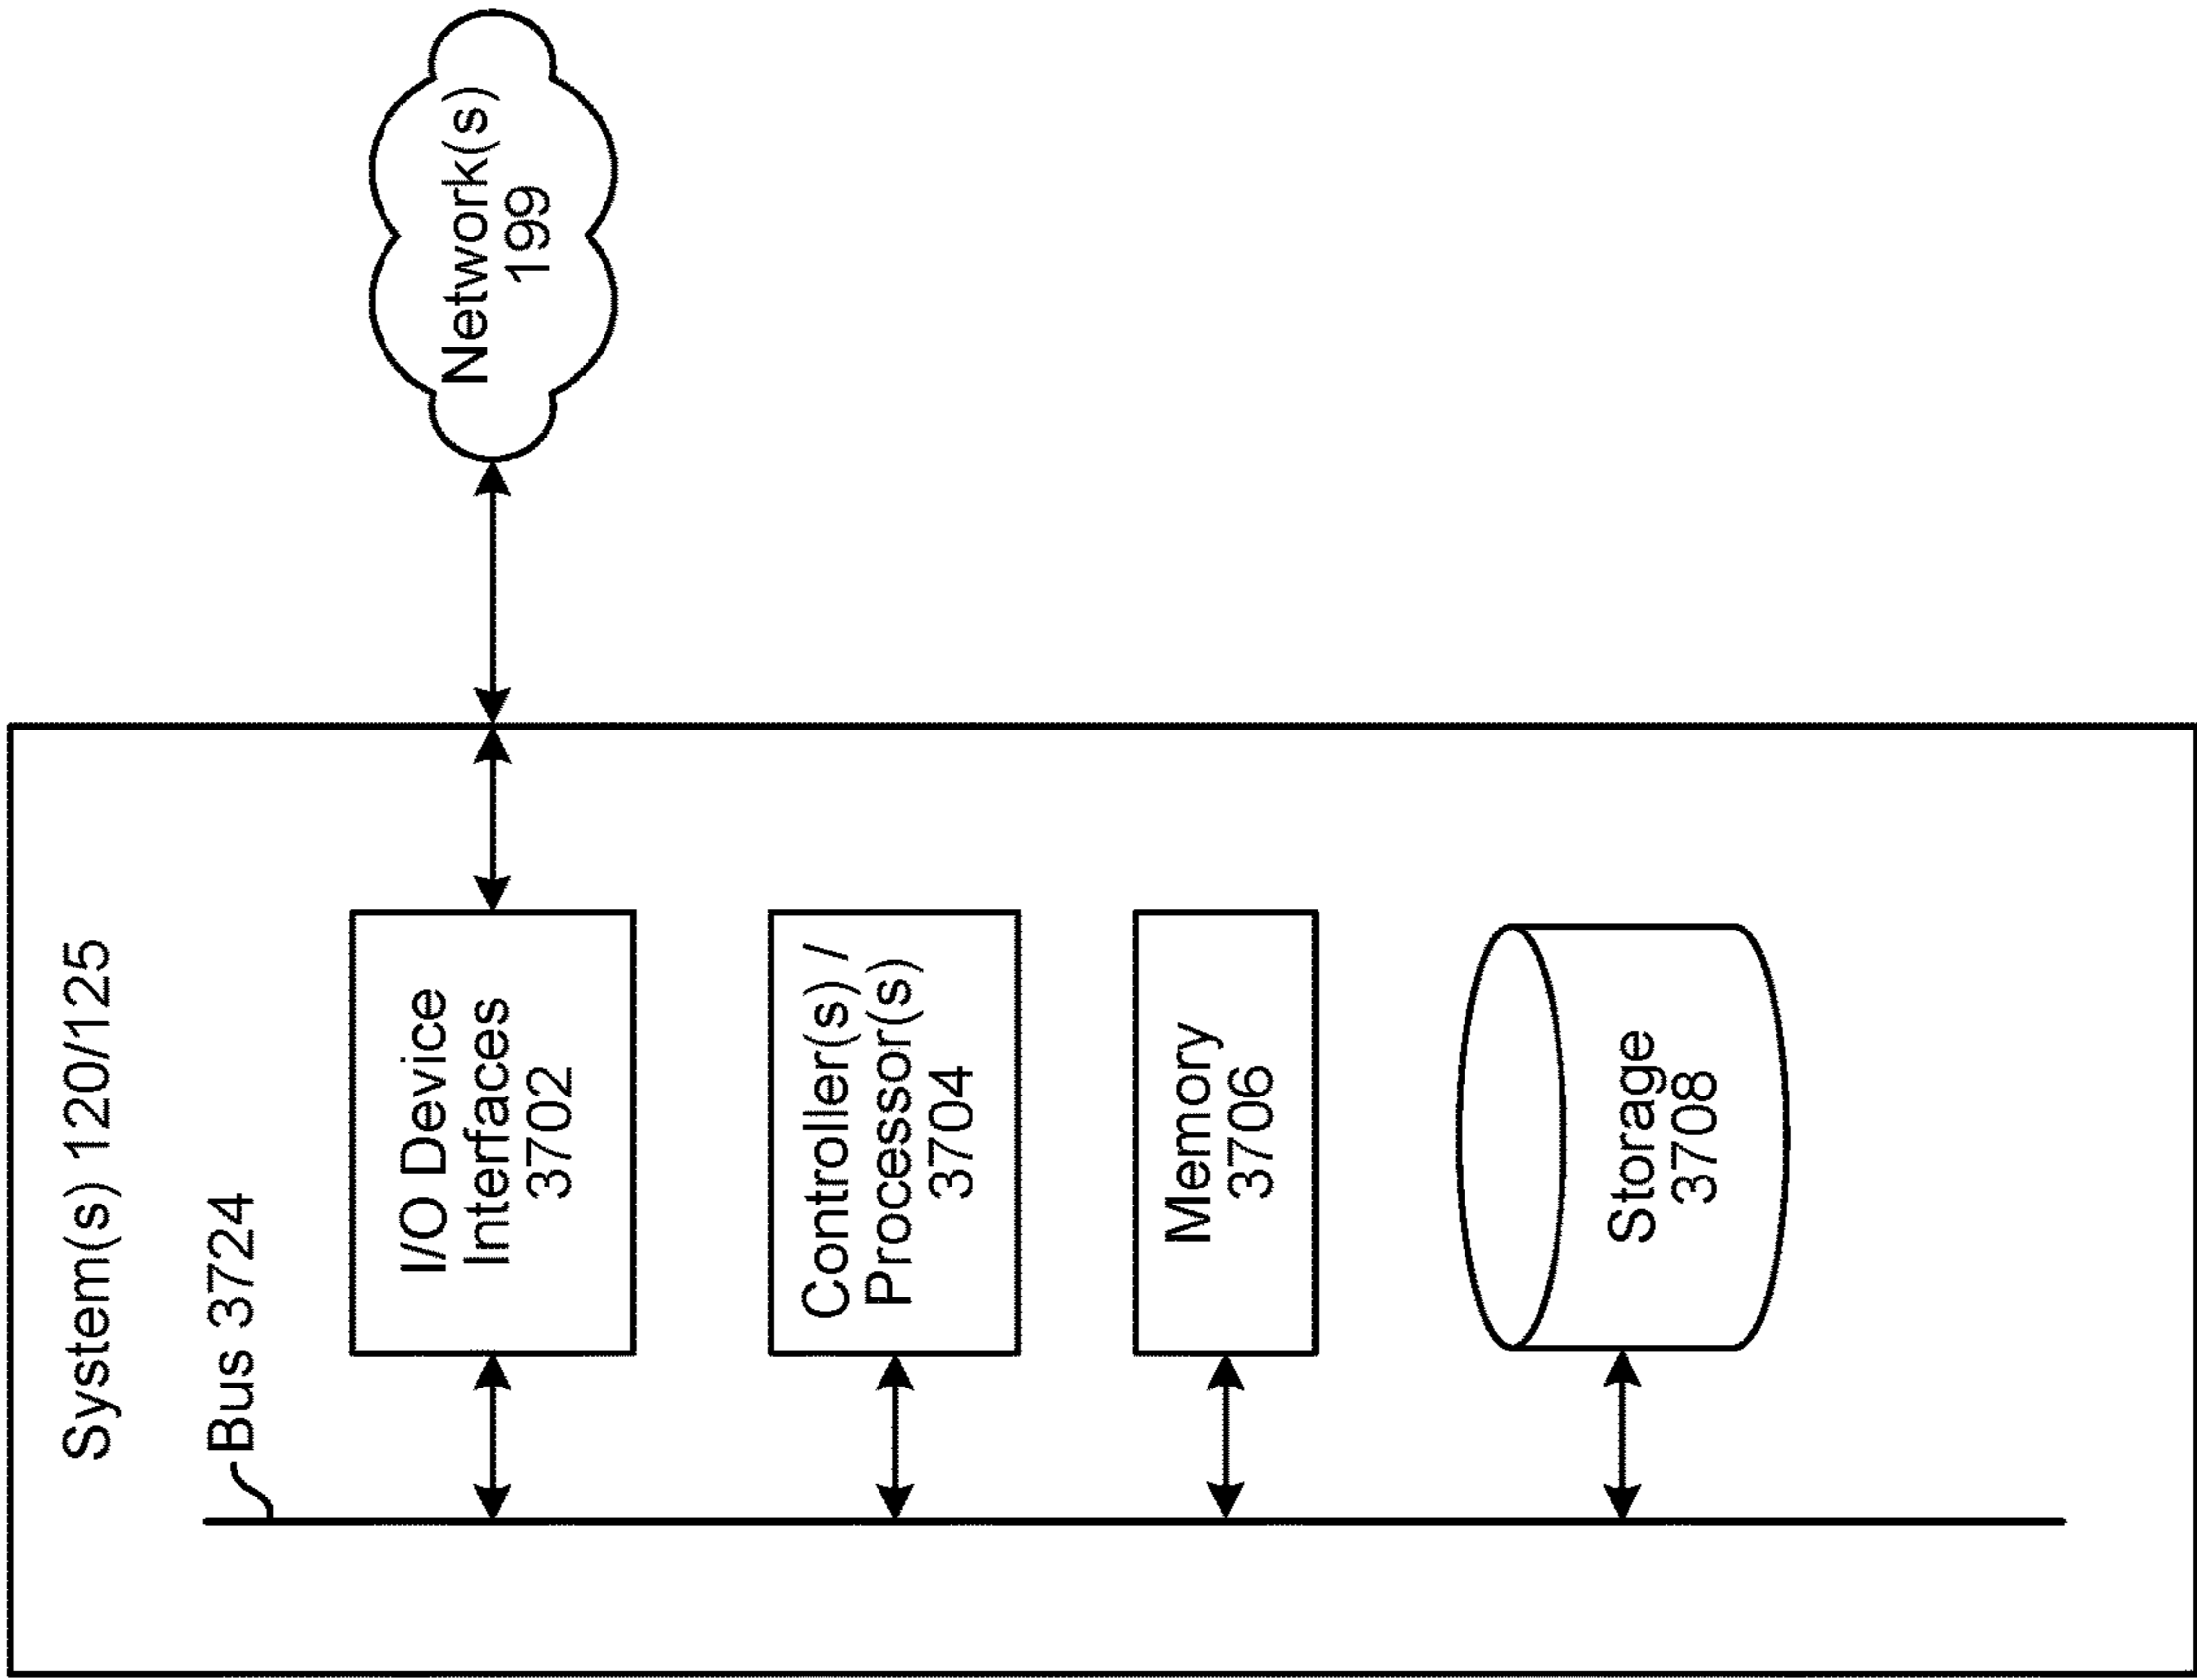 System(s) 120/125
Bus 3724
I/O Device
Interfaces
3702
Network(s)
199
Controller(s) /
Processor(s)
3704
Memory
3706
Storage
3708